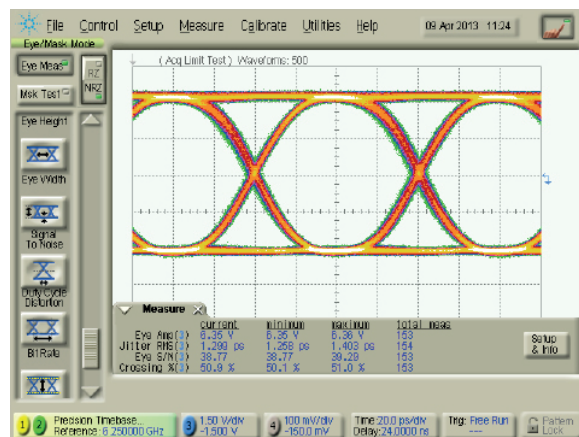 File Control Setup Measure Calibrate Utilities Help 09 Apr 2013 11:24
Eye/Mask Mode
( Acq Limit Test ) Waveforms: 500
Eye Meas
RZ
NRZ
Msk Test
Eye Height
Eye Width
Signal
To Noise
Duty Cycle
Distortion
Bit Rate
Measure
current minimum maximum total meas
Eye Amp(3) 6.35 V 6.35 V 6.36 V 153
Jitter RMS(3) 1.299 ps 1.258 ps 1.403 ps 154
Eye S/N(3) 38.77 38.77 39.29 153
Crossing %(3) 50.9 % 50.1 % 51.0 % 153
Setup
& Info
1 2 Precision Timebase...
Reference: 6.250000 GHz
3 1.50 V/div
-1.500 V
4 100 mV/div
-150.0 mV
Time:20.0 ps/div
Delay:24.0000 ns
Trig: Free Run
---
Pattern
Lock